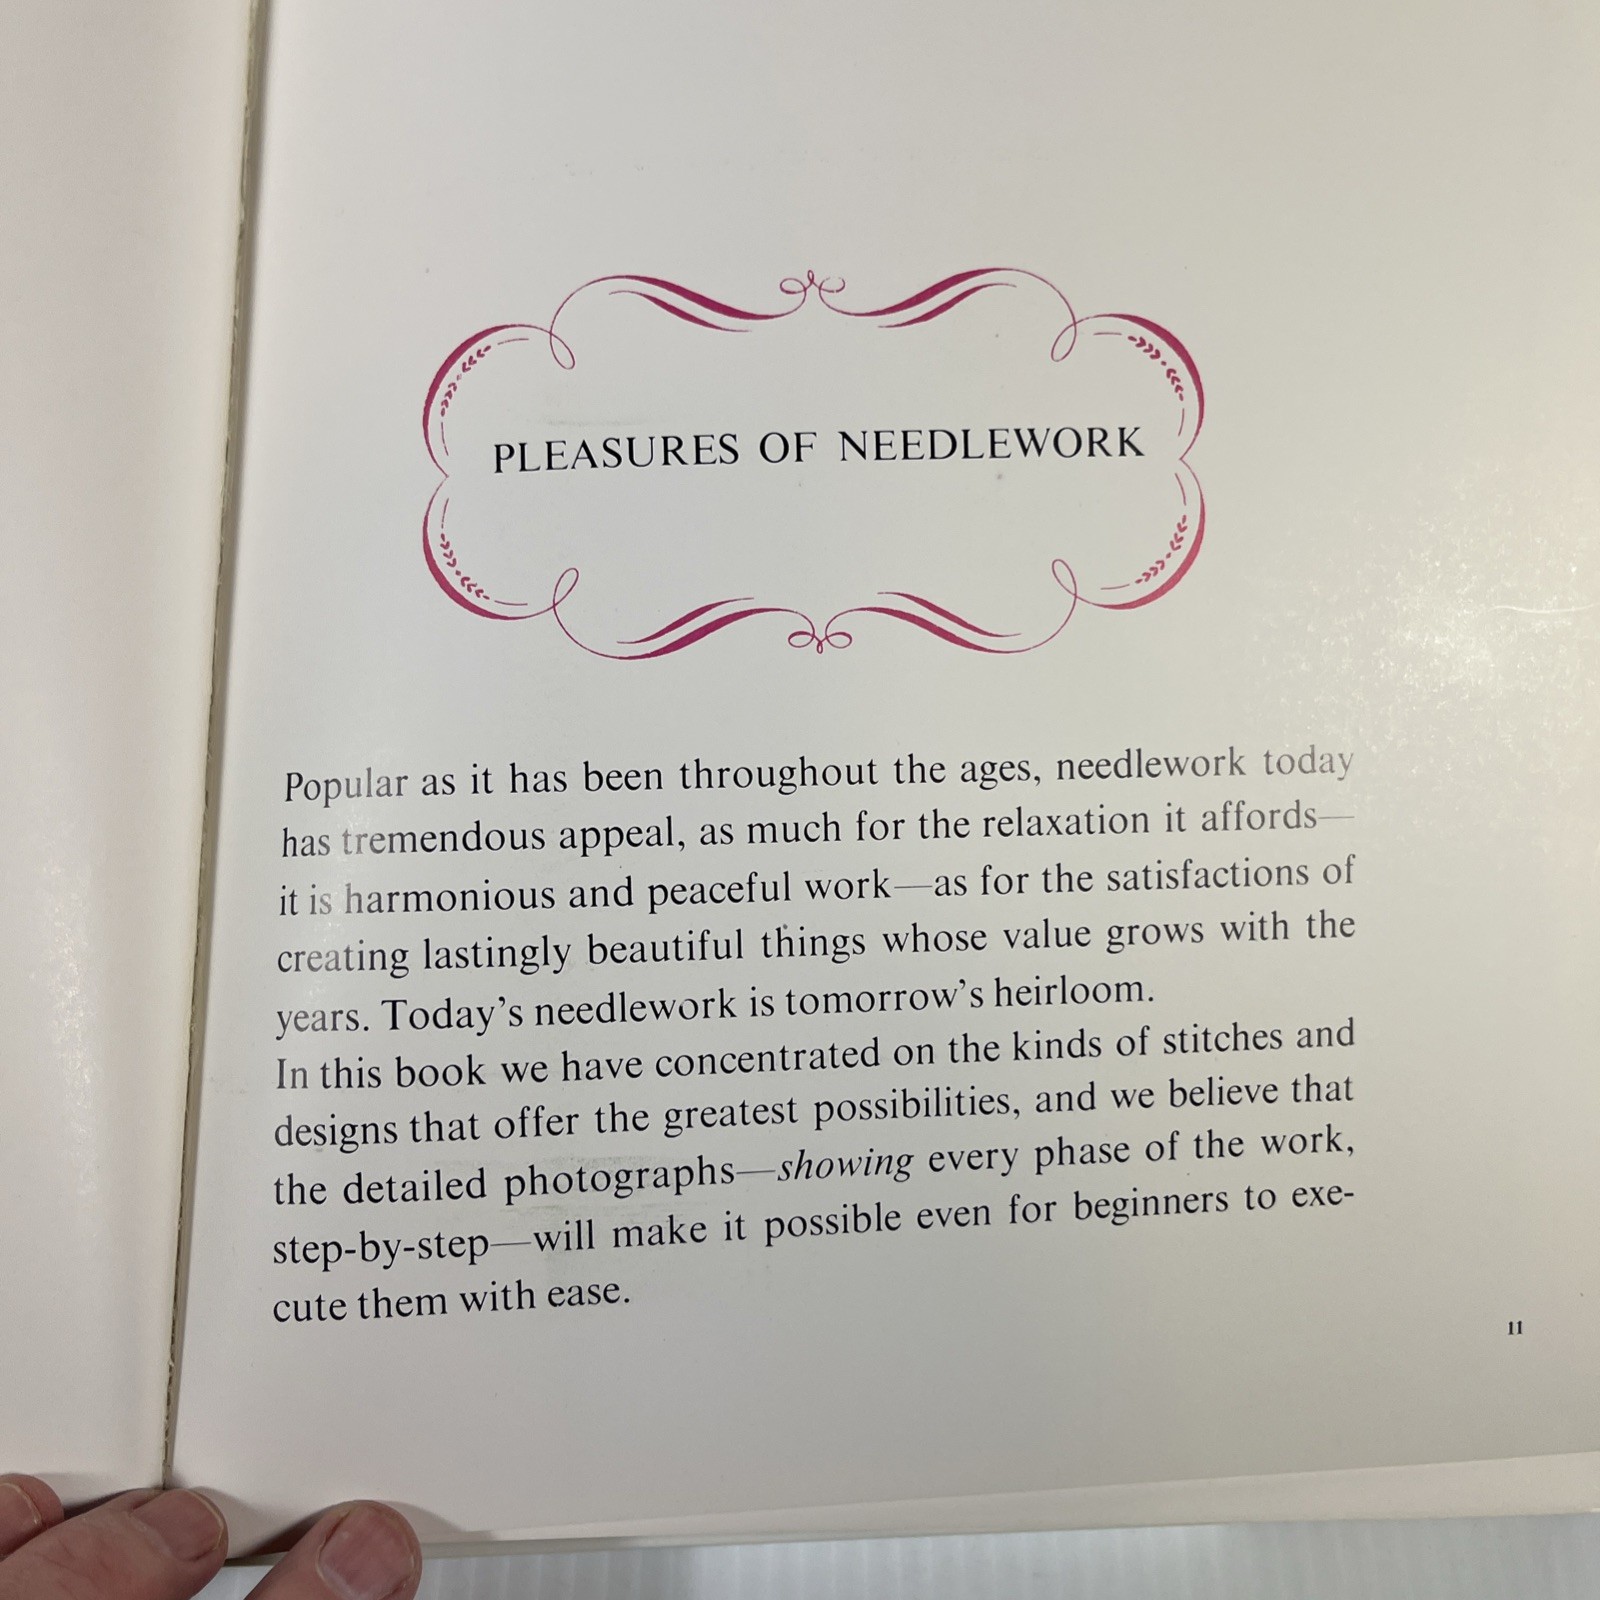 PLEASURES OF NEEDLEWORK
Popular as it has been throughout the ages, needlework today
has tremendous appeal, as much for the relaxation it affords—
it is harmonious and peaceful work—as for the satisfactions of
creating lastingly beautiful things whose value grows with the
years. Today's needlework is tomorrow's heirloom.
In this book we have concentrated on the kinds of stitches and
designs that offer the greatest possibilities, and we believe that
the detailed photographs—showing every phase of the work,
step-by-step—will make it possible even for beginners to exe-
cute them with ease.
11